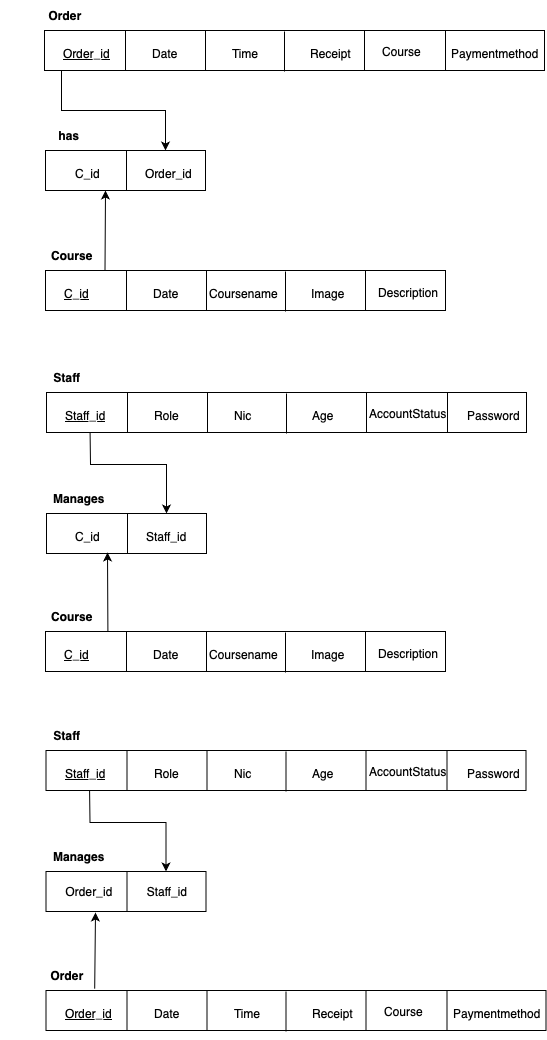 Order
Order_id Date Time Receipt Course Paymentmethod
has
C_id Order_id
Course
C_id Date Coursename Image Description
Staff
Staff_id Role Nic Age AccountStatus Password
Manages
C_id Staff_id
Course
C_id Date Coursename Image Description
Staff
Staff_id Role Nic Age AccountStatus Password
Manages
Order_id Staff_id
Order
Order_id Date Time Receipt Course Paymentmethod